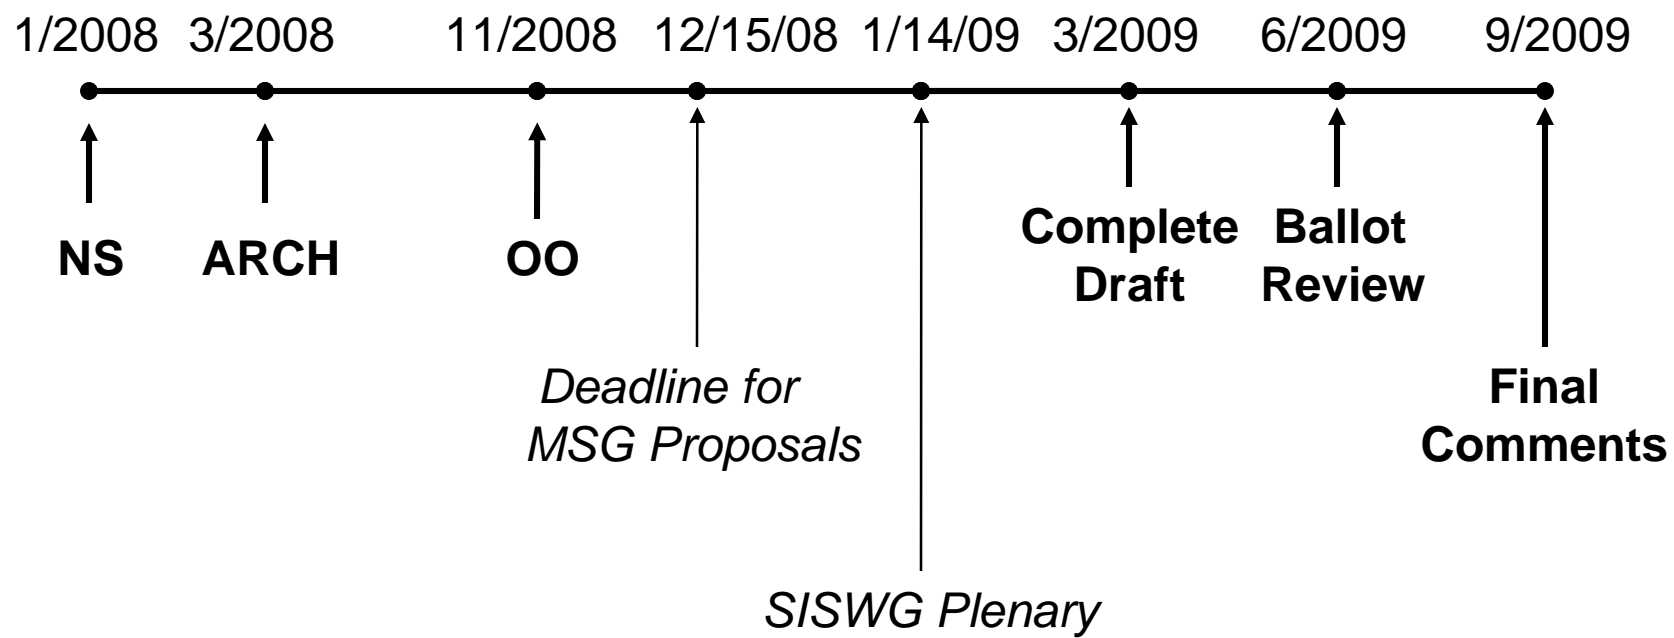 1/2008 3/2008 11/2008 12/15/08 1/14/09 3/2009 6/2009 9/2009
NS ARCH OO
Complete
Draft
Ballot
Review
Deadline for
MSG Proposals
Final
Comments
SISWG Plenary